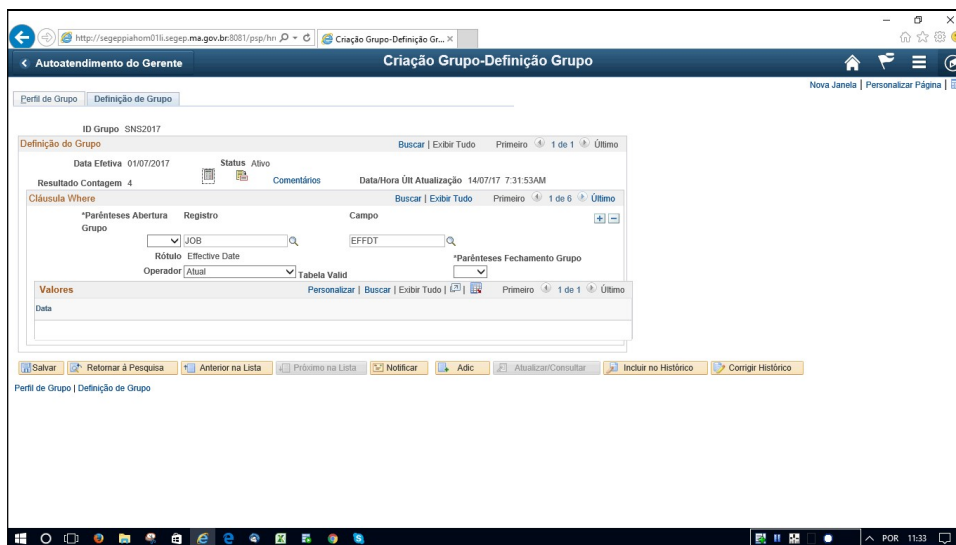 http://segeppiahom01li.segep.ma.gov.br:8081/psp/hn
Criação Grupo-Definição Gr...
Autoatendimento do Gerente
Criação Grupo-Definição Grupo
Nova Janela | Personalizar Página |
Perfil de Grupo Definição de Grupo
ID Grupo SNS2017
Definição do Grupo Buscar | Exibir Tudo Primeiro 1 de 1 Último
Data Efetiva 01/07/2017 Status Ativo
Resultado Contagem 4 Comentários Data/Hora Últ Atualização 14/07/17 7:31:53AM
Cláusula Where Buscar | Exibir Tudo Primeiro 1 de 6 Último
*Parênteses Abertura Grupo Registro Campo
JOB EFFDT
Rótulo Effective Date *Parênteses Fechamento Grupo
Operador Atual Tabela Valid
Valores Personalizar | Buscar | Exibir Tudo | | Primeiro 1 de 1 Último
Data
Salvar Retornar à Pesquisa Anterior na Lista Próximo na Lista Notificar Adic Atualizar/Consultar Incluir no Histórico Corrigir Histórico
Perfil de Grupo | Definição de Grupo
POR 11:33